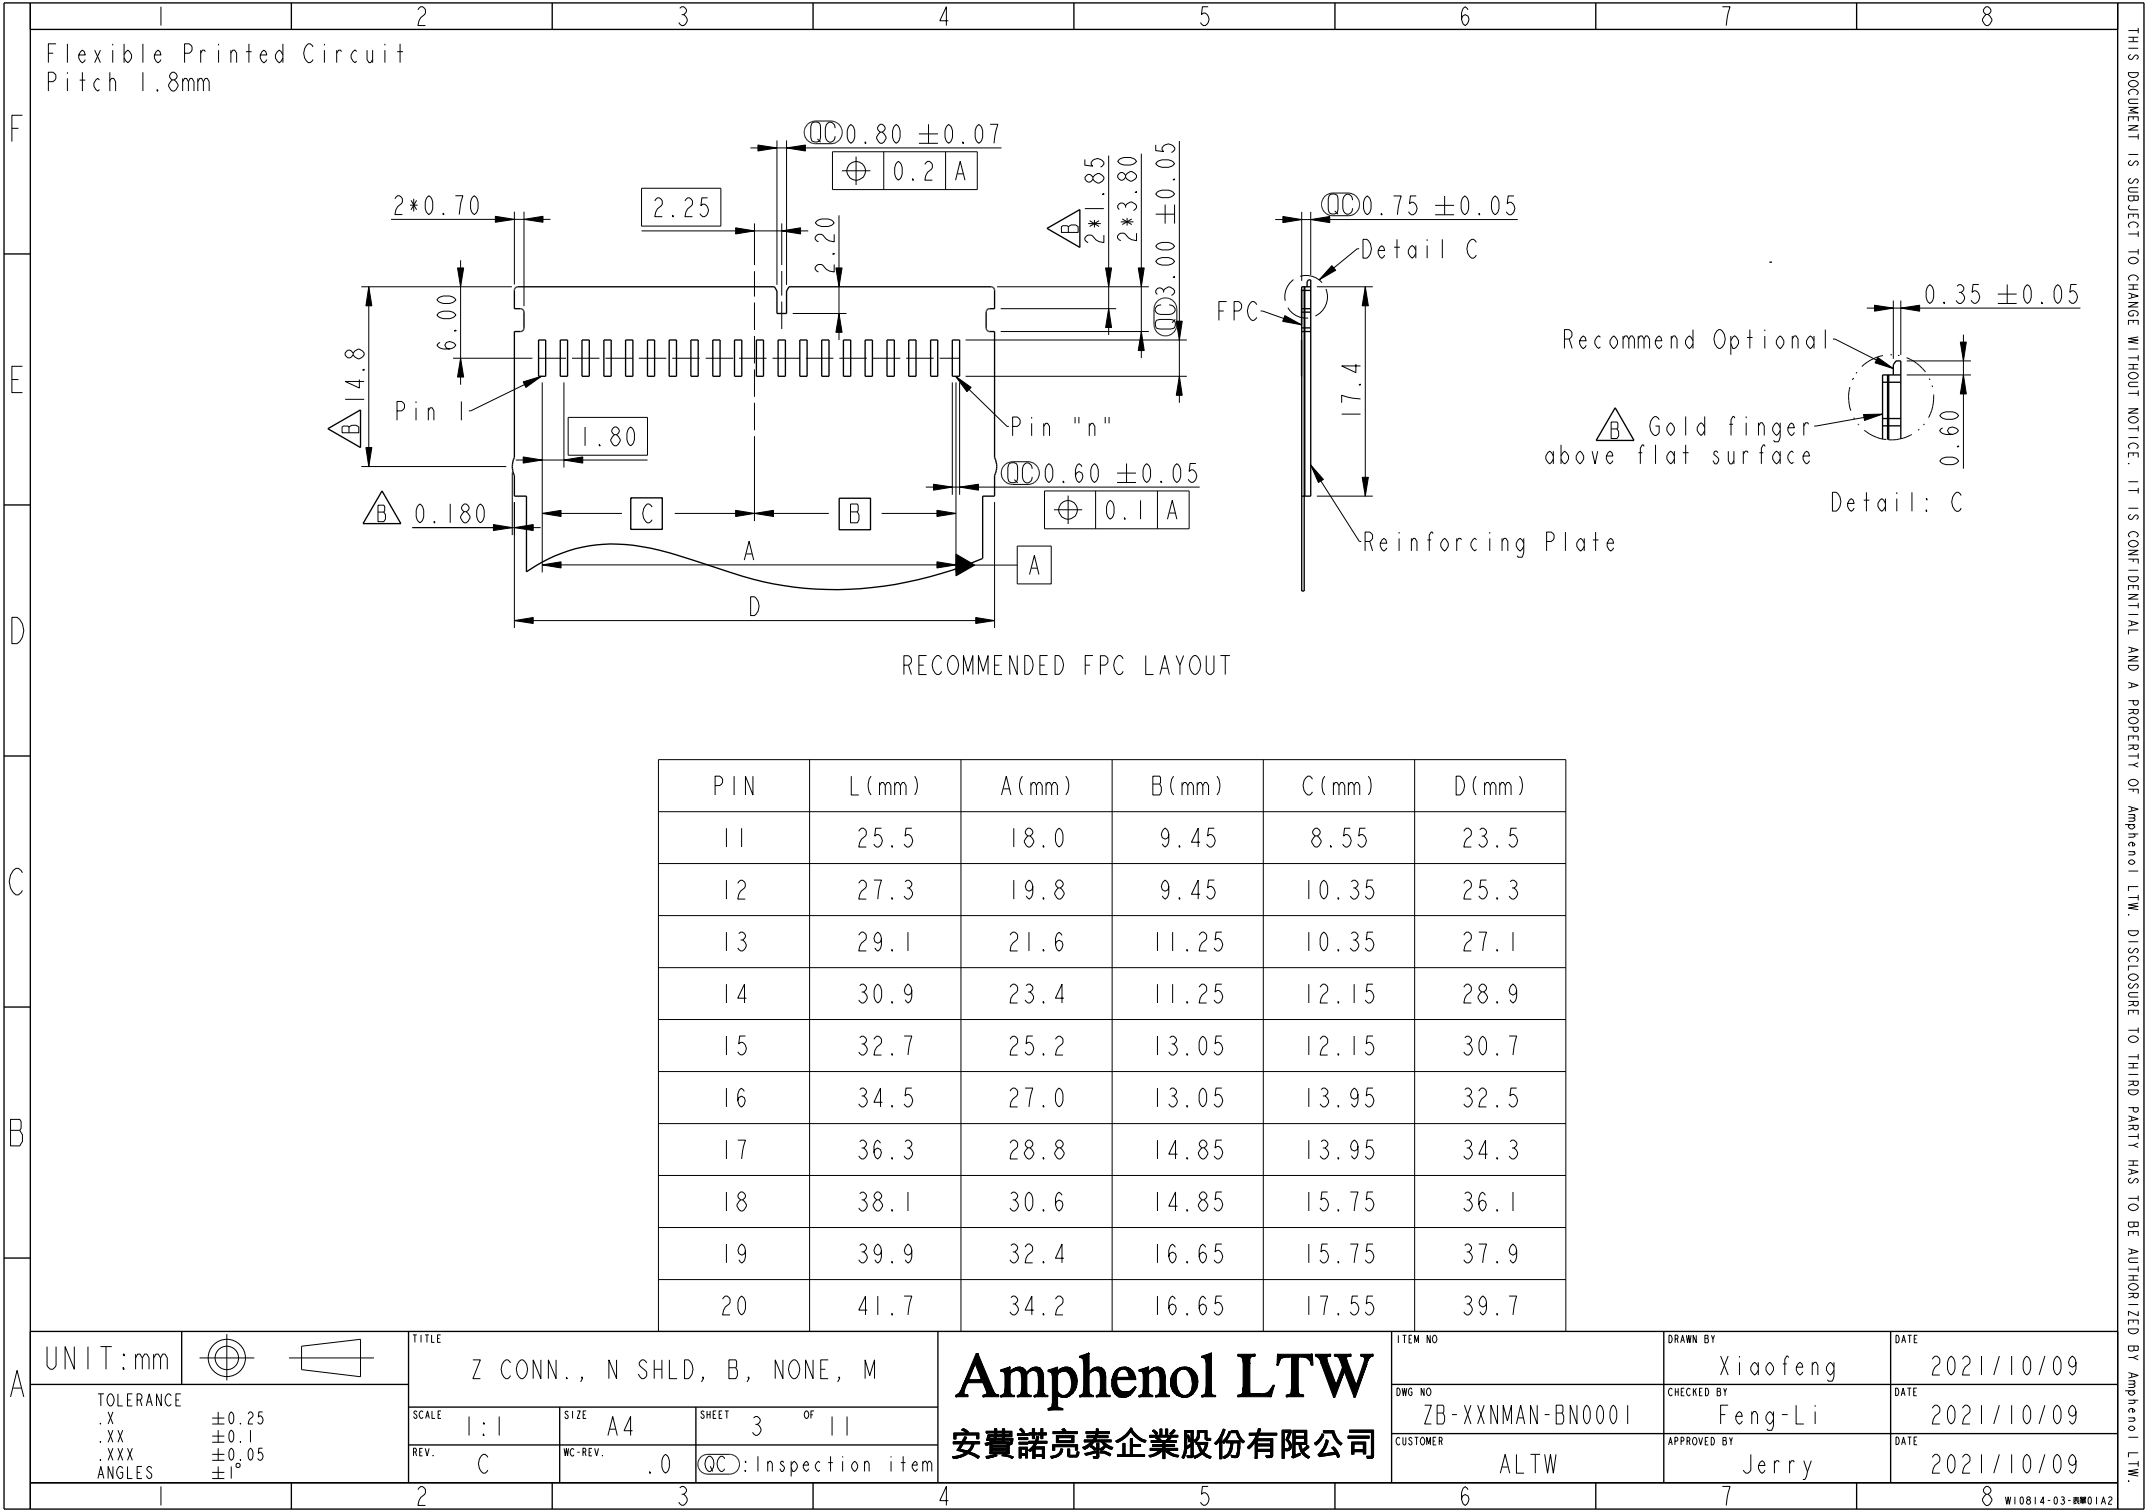 1 2 3 4 5 6 7 8
F
E
D
C
B
A
Flexible Printed Circuit
Pitch 1.8mm
QC 0.80 ±0.07
⌖ 0.2 A
2*0.70
2.25
2.20
B 2*1.85
2*3.80
QC 3.00 ±0.05
6.00
B 14.8
Pin 1
1.80
Pin "n"
QC 0.60 ±0.05
⌖ 0.1 A
B 0.180
C
B
A
A
D
QC 0.75 ±0.05
Detail C
FPC
17.4
Reinforcing Plate
0.35 ±0.05
Recommend Optional
B Gold finger
above flat surface
0.60
Detail: C
RECOMMENDED FPC LAYOUT
PIN L(mm) A(mm) B(mm) C(mm) D(mm)
11 25.5 18.0 9.45 8.55 23.5
12 27.3 19.8 9.45 10.35 25.3
13 29.1 21.6 11.25 10.35 27.1
14 30.9 23.4 11.25 12.15 28.9
15 32.7 25.2 13.05 12.15 30.7
16 34.5 27.0 13.05 13.95 32.5
17 36.3 28.8 14.85 13.95 34.3
18 38.1 30.6 14.85 15.75 36.1
19 39.9 32.4 16.65 15.75 37.9
20 41.7 34.2 16.65 17.55 39.7
UNIT:mm
TOLERANCE
.X ±0.25
.XX ±0.1
.XXX ±0.05
ANGLES ±1°
TITLE
Z CONN., N SHLD, B, NONE, M
SCALE 1:1
SIZE A4
SHEET 3 OF 11
REV. C
WC-REV. .0
QC :Inspection item
Amphenol LTW
安費諾亮泰企業股份有限公司
ITEM NO
DWG NO
ZB-XXNMAN-BN0001
CUSTOMER
ALTW
DRAWN BY
Xiaofeng
DATE
2021/10/09
CHECKED BY
Feng-Li
DATE
2021/10/09
APPROVED BY
Jerry
DATE
2021/10/09
1 2 3 4 5 6 7 8
THIS DOCUMENT IS SUBJECT TO CHANGE WITHOUT NOTICE. IT IS CONFIDENTIAL AND A PROPERTY OF Amphenol LTW. DISCLOSURE TO THIRD PARTY HAS TO BE AUTHORIZED BY Amphenol LTW.